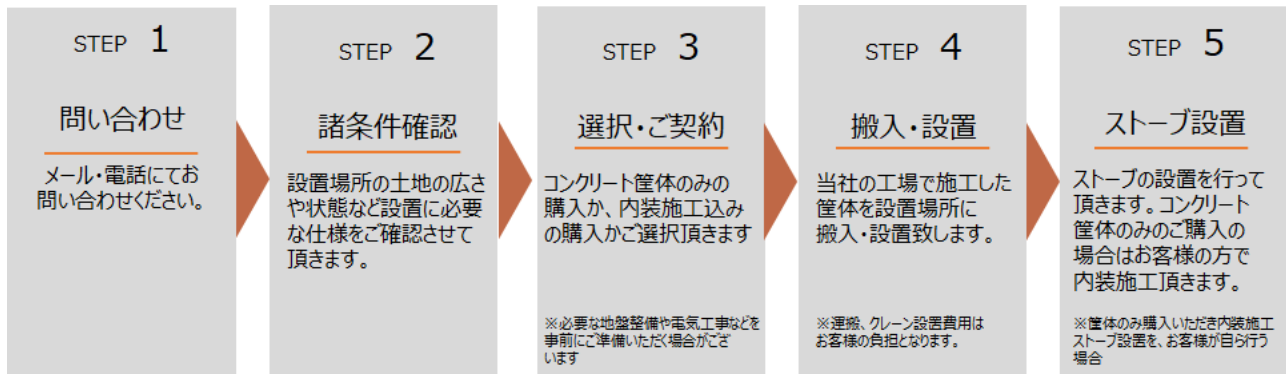 STEP 1
問い合わせ
メール・電話にてお
問い合わせください。
STEP 2
諸条件確認
設置場所の土地の広さ
や状態など設置に必要
な仕様をご確認させて
頂きます。
STEP 3
選択・ご契約
コンクリート筐体のみの
購入か、内装施工込み
の購入かご選択頂きます
※必要な地盤整備や電気工事などを
事前にご準備いただく場合がござ
います
STEP 4
搬入・設置
当社の工場で施工した
筐体を設置場所に
搬入・設置致します。
※運搬、クレーン設置費用は
お客様の負担となります。
STEP 5
ストーブ設置
ストーブの設置を行って
頂きます。コンクリート
筐体のみのご購入の
場合はお客様の方で
内装施工頂きます。
※筐体のみ購入いただき内装施工
ストーブ設置を、お客様が自ら行う
場合